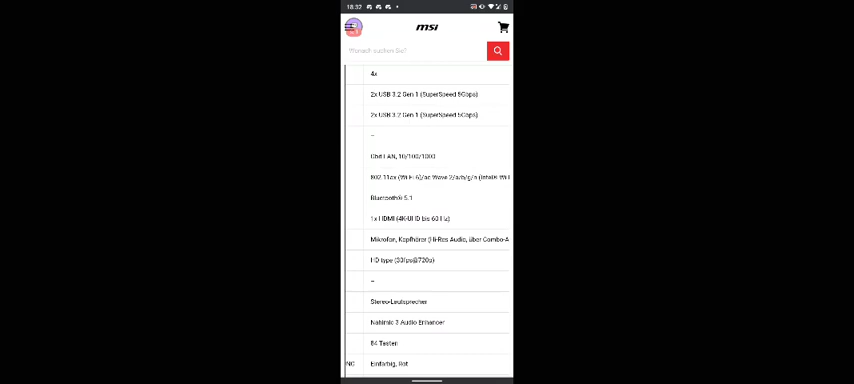 18:32
msi
Wonach suchen Sie?
4x
2x USB 3.2 Gen 1 (SuperSpeed 5Gbps)
2x USB 3.2 Gen 1 (SuperSpeed 5Gbps)
--
Gbit LAN, 10/100/1000
802.11ax (Wi-Fi 6)/ac Wave 2/a/b/g/n (Intel® Wi-F
Bluetooth® 5.1
1x HDMI (4K-UHD bis 60 Hz)
Mikrofon, Kopfhörer (Hi-Res Audio, über Combo-A
HD type (30fps@720p)
--
Stereo-Lautsprecher
Nahimic 3 Audio Enhancer
84 Tasten
NG Einfarbig, Rot